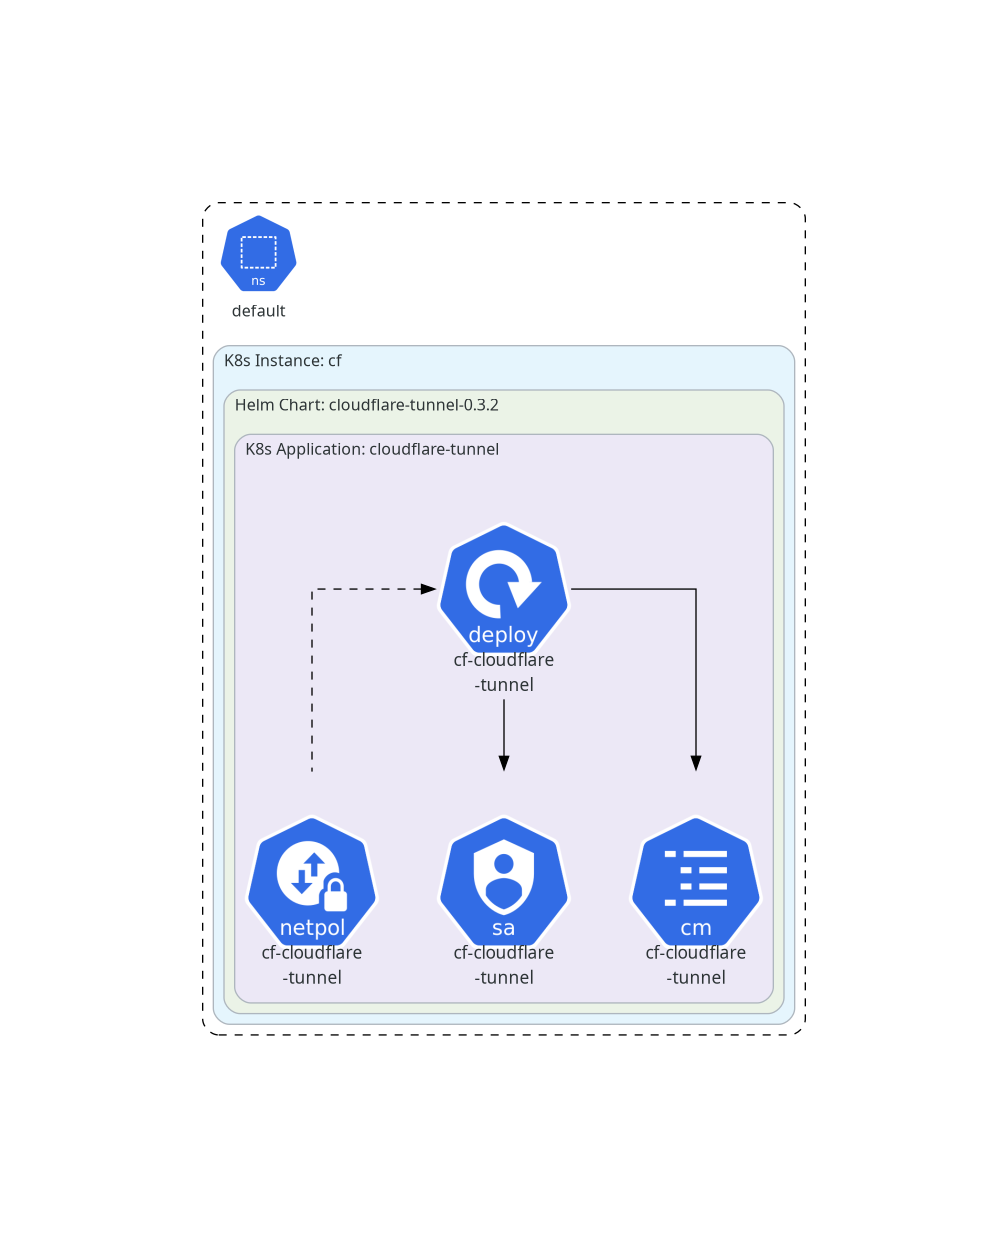 ns
default
K8s Instance: cf
Helm Chart: cloudflare-tunnel-0.3.2
K8s Application: cloudflare-tunnel
deploy
cf-cloudflare
-tunnel
netpol
cf-cloudflare
-tunnel
sa
cf-cloudflare
-tunnel
cm
cf-cloudflare
-tunnel